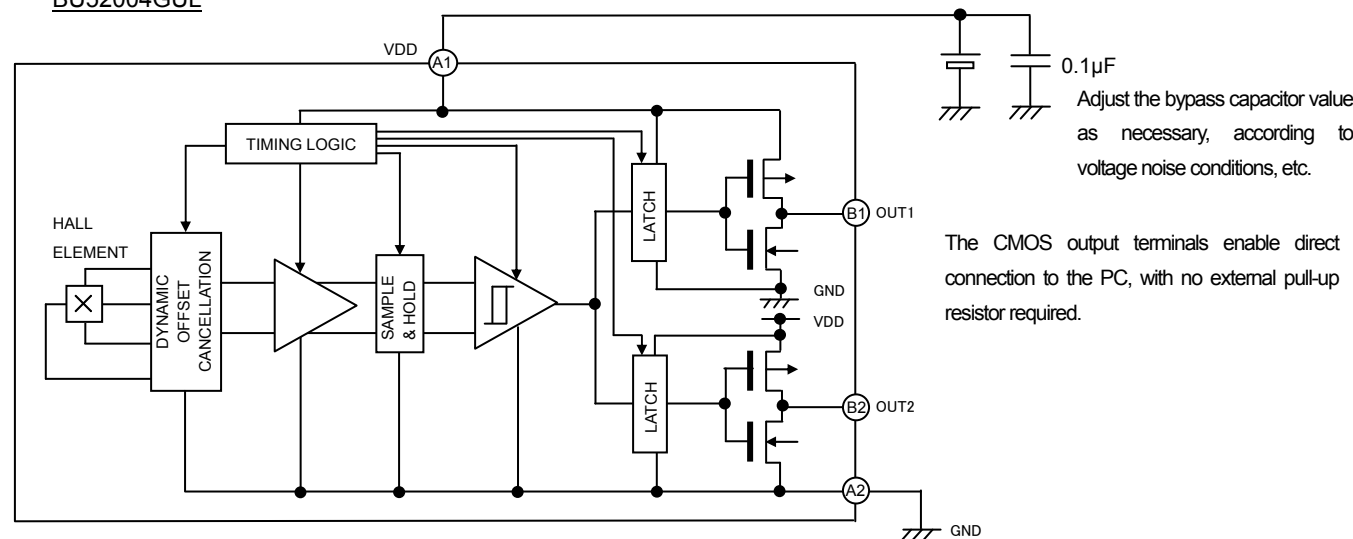 BU52004GUL
VDD
A1
0.1µF
Adjust the bypass capacitor value
as necessary, according to
voltage noise conditions, etc.
TIMING LOGIC
HALL
ELEMENT
DYNAMIC
OFFSET
CANCELLATION
SAMPLE
& HOLD
LATCH
B1 OUT1
GND
The CMOS output terminals enable direct
connection to the PC, with no external pull-up
resistor required.
VDD
LATCH
B2 OUT2
A2
GND